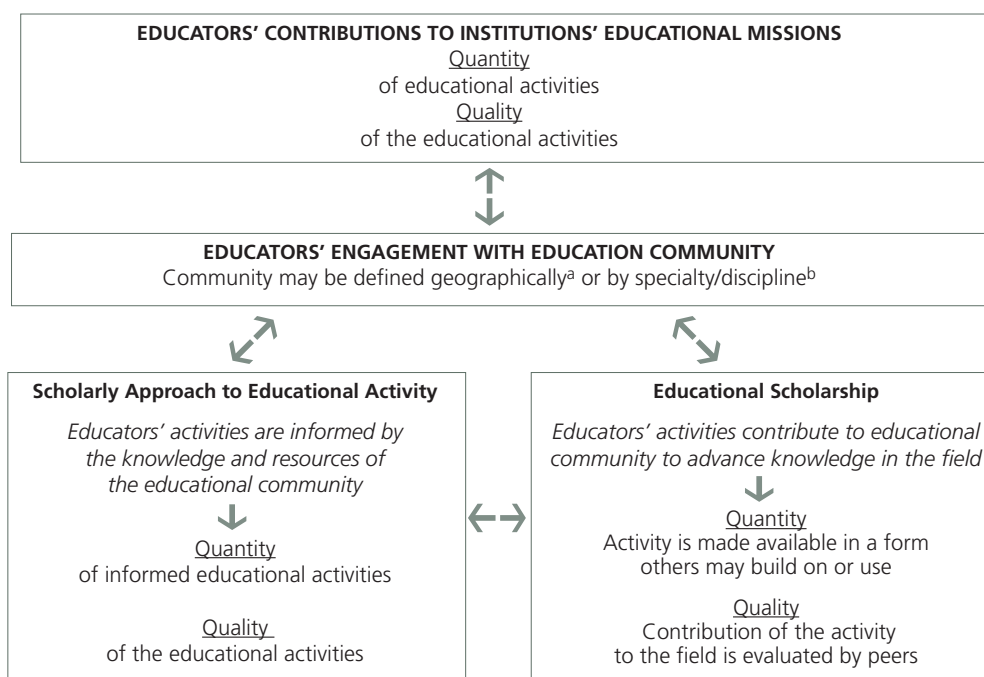 EDUCATORS’ CONTRIBUTIONS TO INSTITUTIONS’ EDUCATIONAL MISSIONS
Quantity
of educational activities
Quality
of the educational activities
EDUCATORS’ ENGAGEMENT WITH EDUCATION COMMUNITY
Community may be defined geographicallyᵃ or by specialty/disciplineᵇ
Scholarly Approach to Educational Activity
Educators’ activities are informed by
the knowledge and resources of
the educational community
Quantity
of informed educational activities
Quality
of the educational activities
Educational Scholarship
Educators’ activities contribute to educational
community to advance knowledge in the field
Quantity
Activity is made available in a form
others may build on or use
Quality
Contribution of the activity
to the field is evaluated by peers